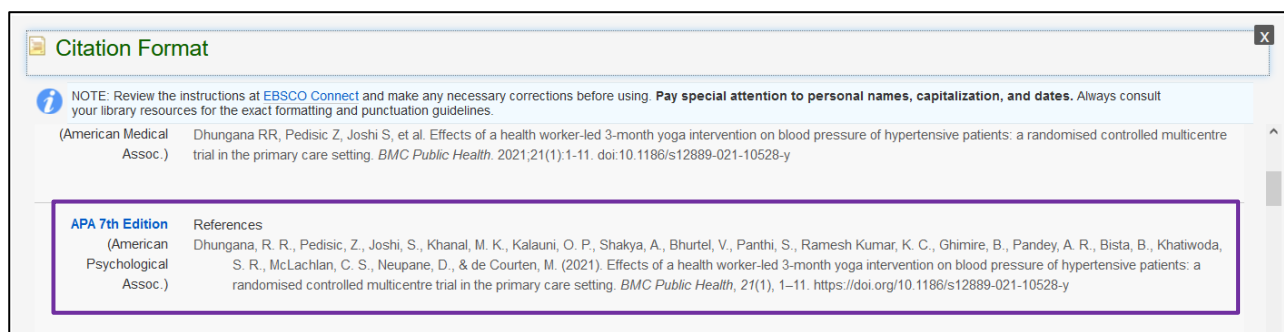 Citation Format
X
NOTE: Review the instructions at EBSCO Connect and make any necessary corrections before using. Pay special attention to personal names, capitalization, and dates. Always consult
your library resources for the exact formatting and punctuation guidelines.
(American Medical Dhungana RR, Pedisic Z, Joshi S, et al. Effects of a health worker-led 3-month yoga intervention on blood pressure of hypertensive patients: a randomised controlled multicentre
Assoc.) trial in the primary care setting. BMC Public Health. 2021;21(1):1-11. doi:10.1186/s12889-021-10528-y
APA 7th Edition References
(American Dhungana, R. R., Pedisic, Z., Joshi, S., Khanal, M. K., Kalauni, O. P., Shakya, A., Bhurtel, V., Panthi, S., Ramesh Kumar, K. C., Ghimire, B., Pandey, A. R., Bista, B., Khatiwoda,
Psychological S. R., McLachlan, C. S., Neupane, D., & de Courten, M. (2021). Effects of a health worker-led 3-month yoga intervention on blood pressure of hypertensive patients: a
Assoc.) randomised controlled multicentre trial in the primary care setting. BMC Public Health, 21(1), 1–11. https://doi.org/10.1186/s12889-021-10528-y